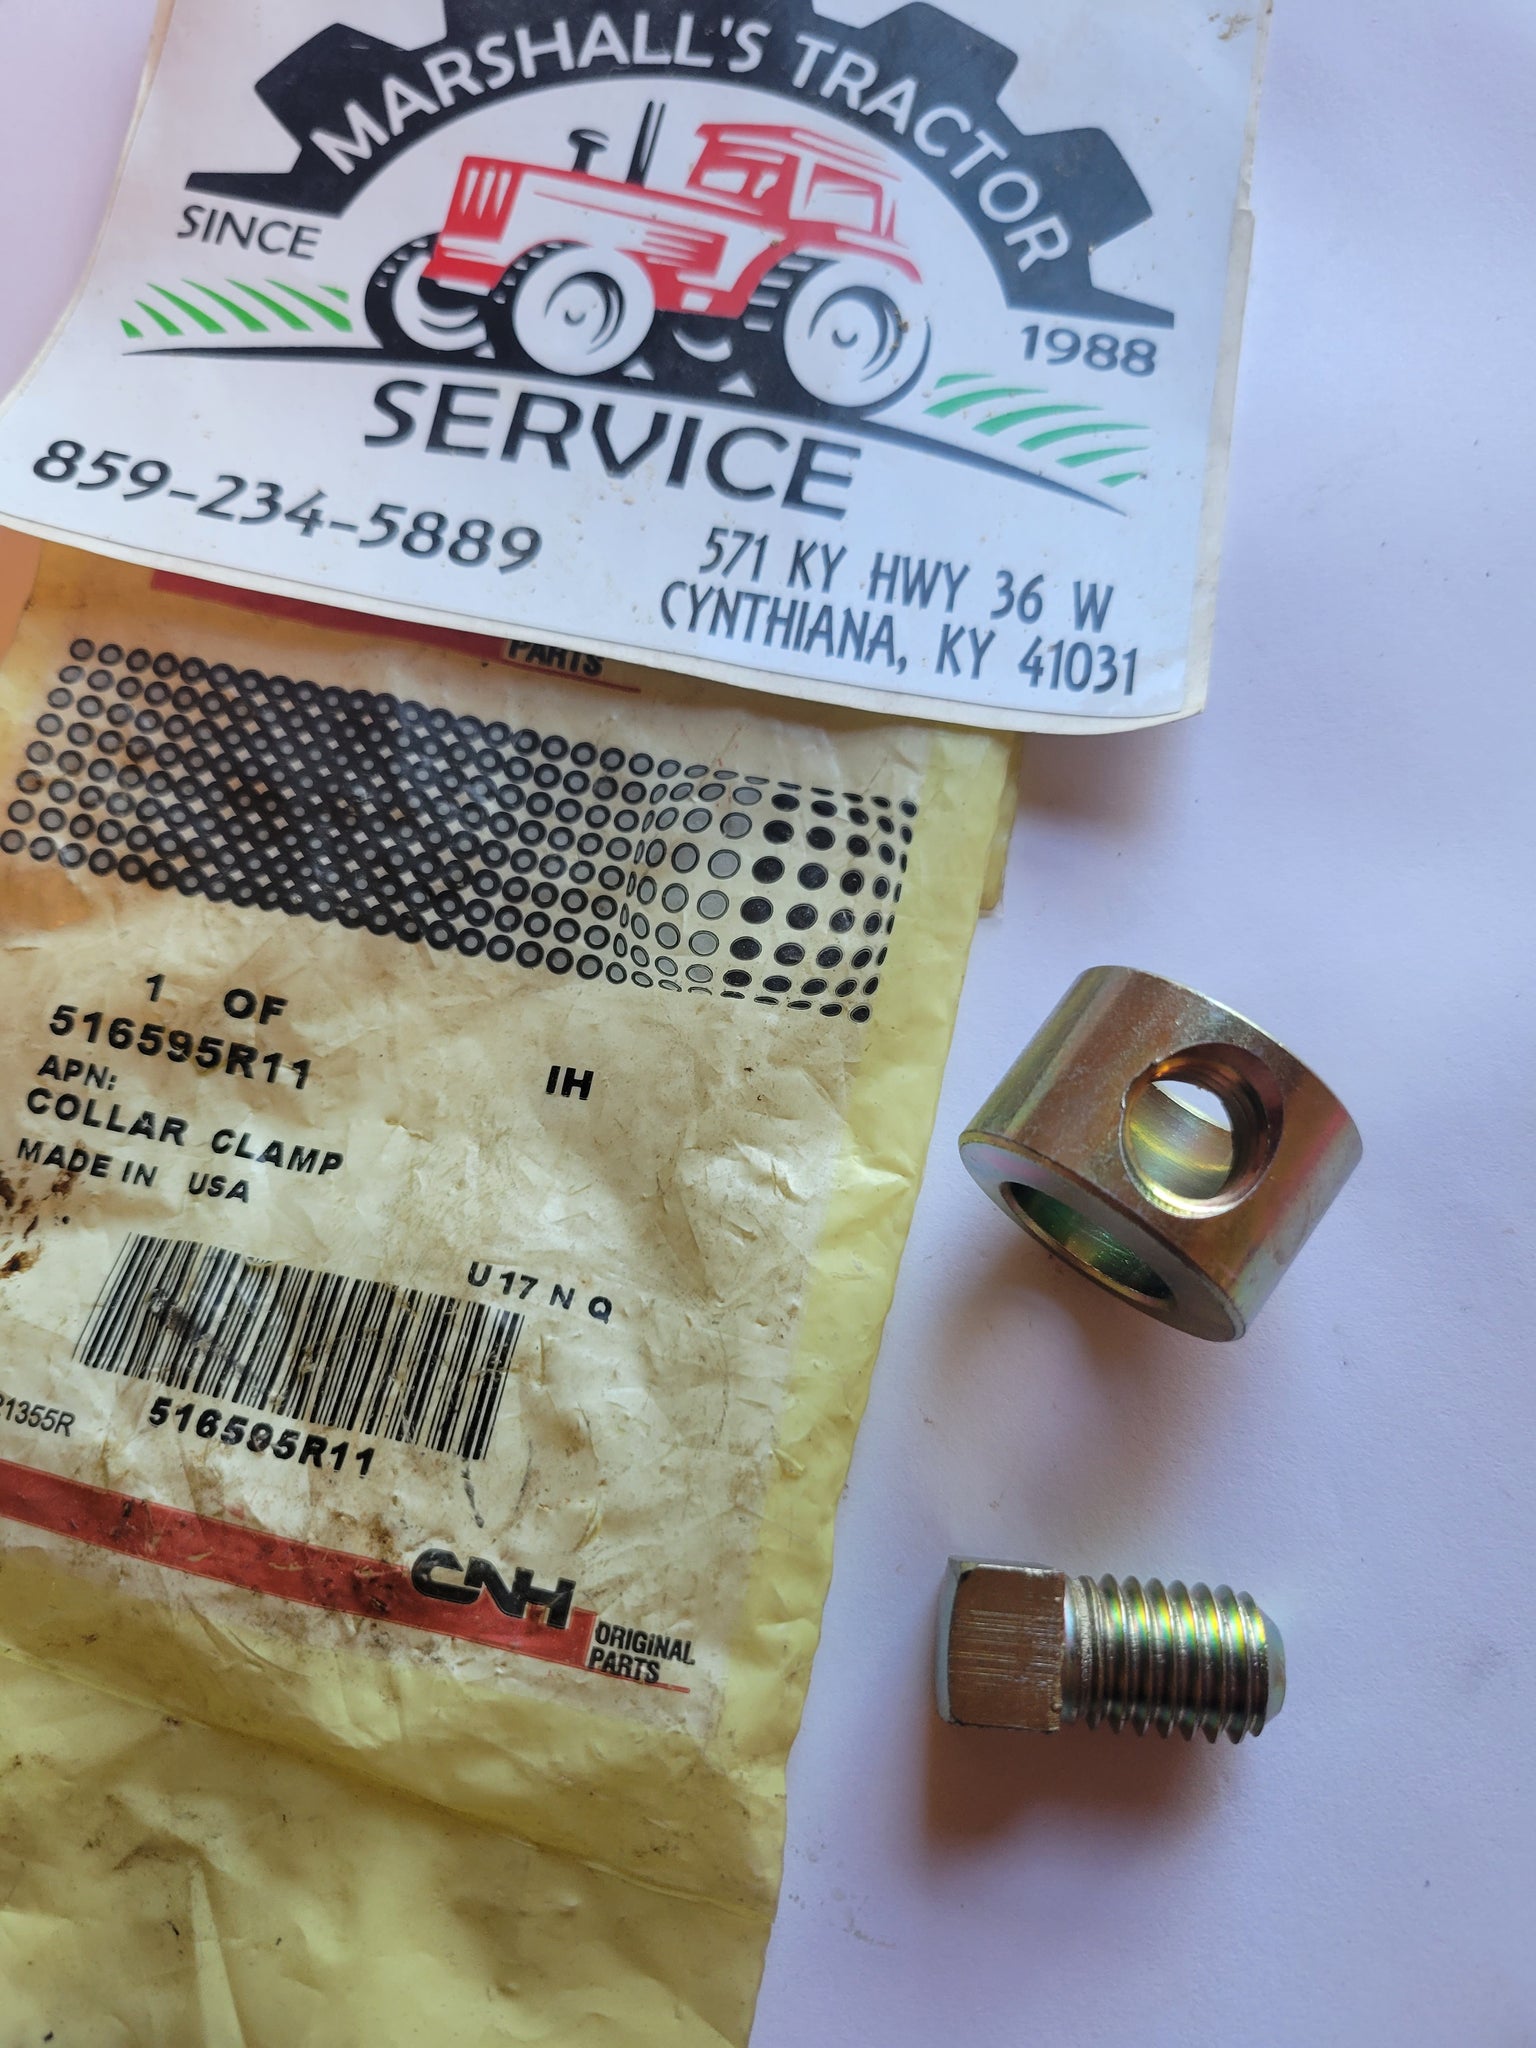 MARSHALL'S TRACTOR
SINCE
1988
SERVICE
859-234-5889
571 KY HWY 36 W
CYNTHIANA, KY 41031
PARTS
1 OF
516595R11
IH
APN:
COLLAR CLAMP
MADE IN USA
U 17 N Q
21355R
516595R11
CNH
ORIGINAL
PARTS